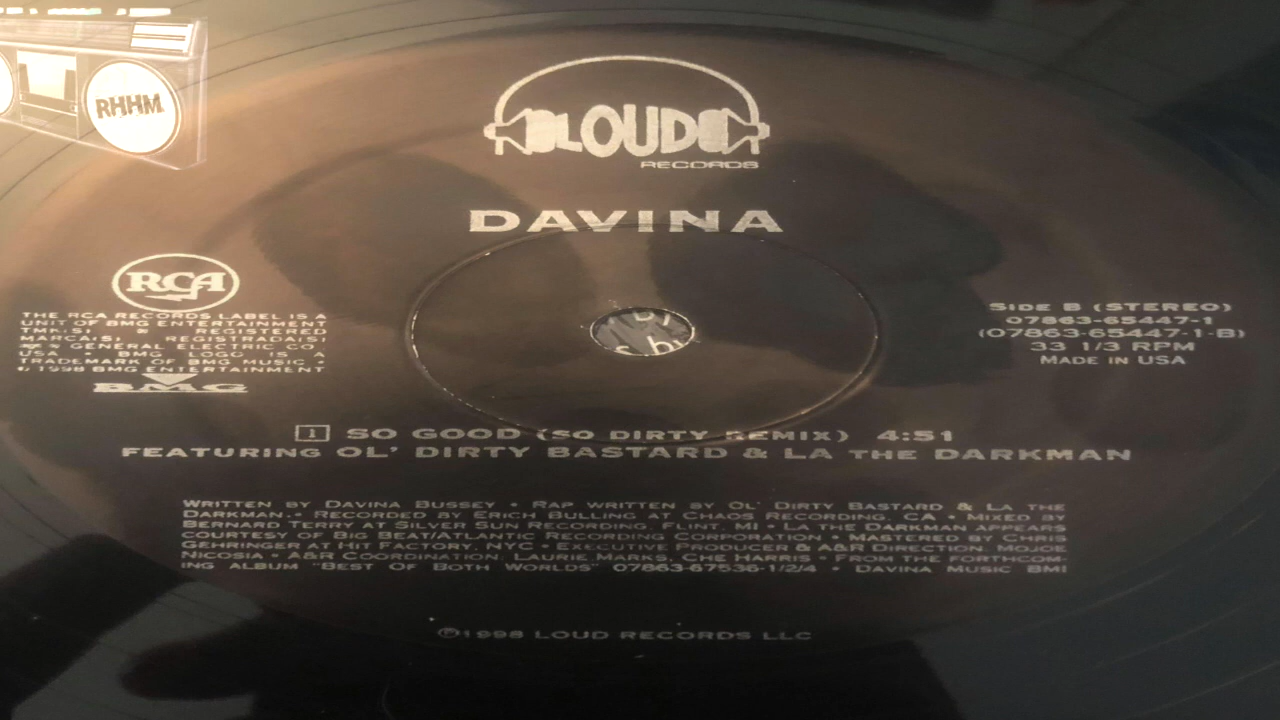 RHHM
LOUD
RECORDS
DAVINA
RCA
THE RCA RECORDS LABEL IS A
UNIT OF BMG ENTERTAINMENT
TMK(S) ® REGISTERED
MARCA(S) REGISTRADA(S)
GENERAL ELECTRIC CO.,
USA • BMG LOGO IS A
TRADEMARK OF BMG MUSIC •
© 1998 BMG ENTERTAINMENT
BMG
SIDE B (STEREO)
07863-65447-1
(07863-65447-1-B)
33 1/3 RPM
MADE IN USA
1 SO GOOD (SO DIRTY REMIX) 4:51
FEATURING OL' DIRTY BASTARD & LA THE DARKMAN
WRITTEN BY DAVINA BUSSEY • RAP WRITTEN BY OL' DIRTY BASTARD & LA THE
DARKMAN • RECORDED BY ERICH BULLING AT CHAOS RECORDING, CA • MIXED BY
BERNARD TERRY AT SILVER SUN RECORDING, FLINT, MI • LA THE DARKMAN APPEARS
COURTESY OF BIG BEAT/ATLANTIC RECORDING CORPORATION • MASTERED BY CHRIS
GEHRINGER AT HIT FACTORY, NYC • EXECUTIVE PRODUCER & A&R DIRECTION: MOJOE
NICOSIA • A&R COORDINATION: LAURIE MARKS, CHE HARRIS • FROM THE FORTHCOM-
ING ALBUM "BEST OF BOTH WORLDS" 07863-67536-1/2/4 • DAVINA MUSIC BMI
℗1998 LOUD RECORDS LLC